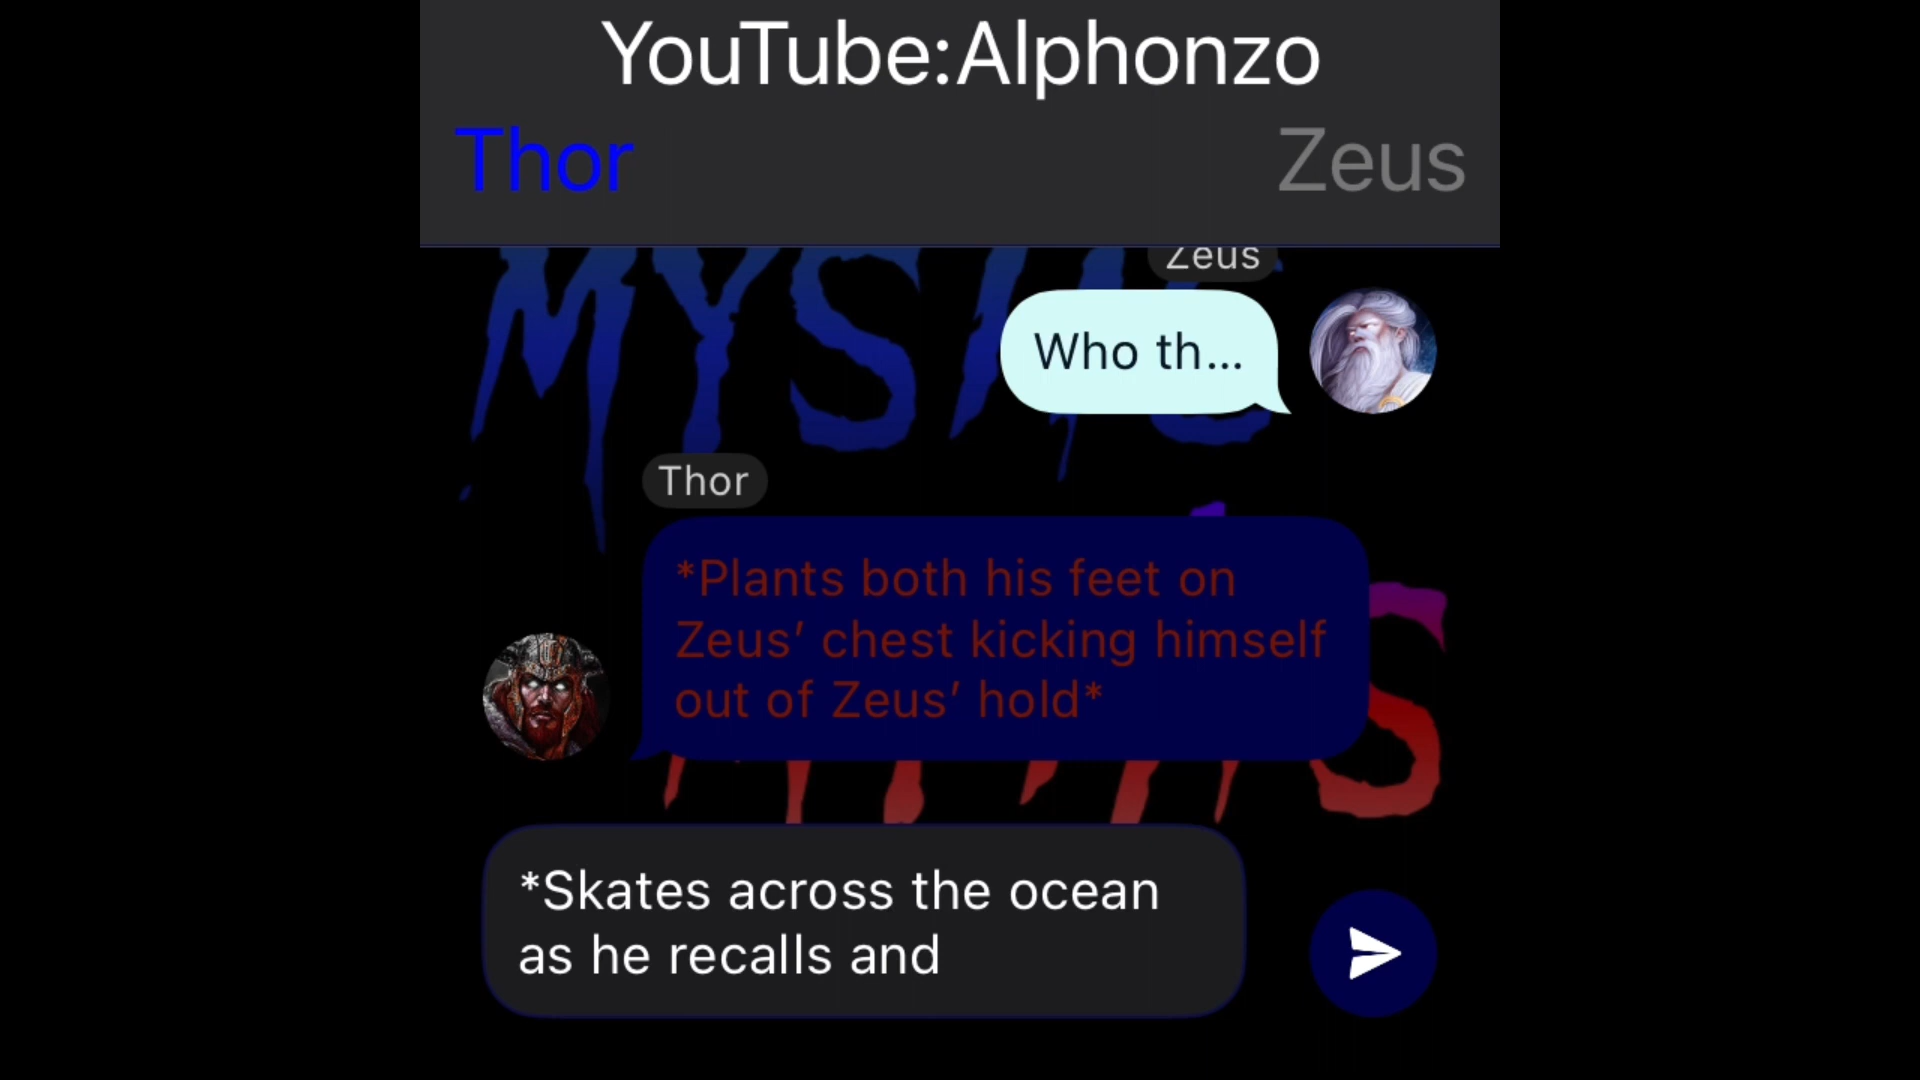 YouTube:Alphonzo
Thor Zeus
MYSTIC
Zeus
Who th...
Thor
*Plants both his feet on
Zeus’ chest kicking himself
out of Zeus’ hold*
*Skates across the ocean
as he recalls and